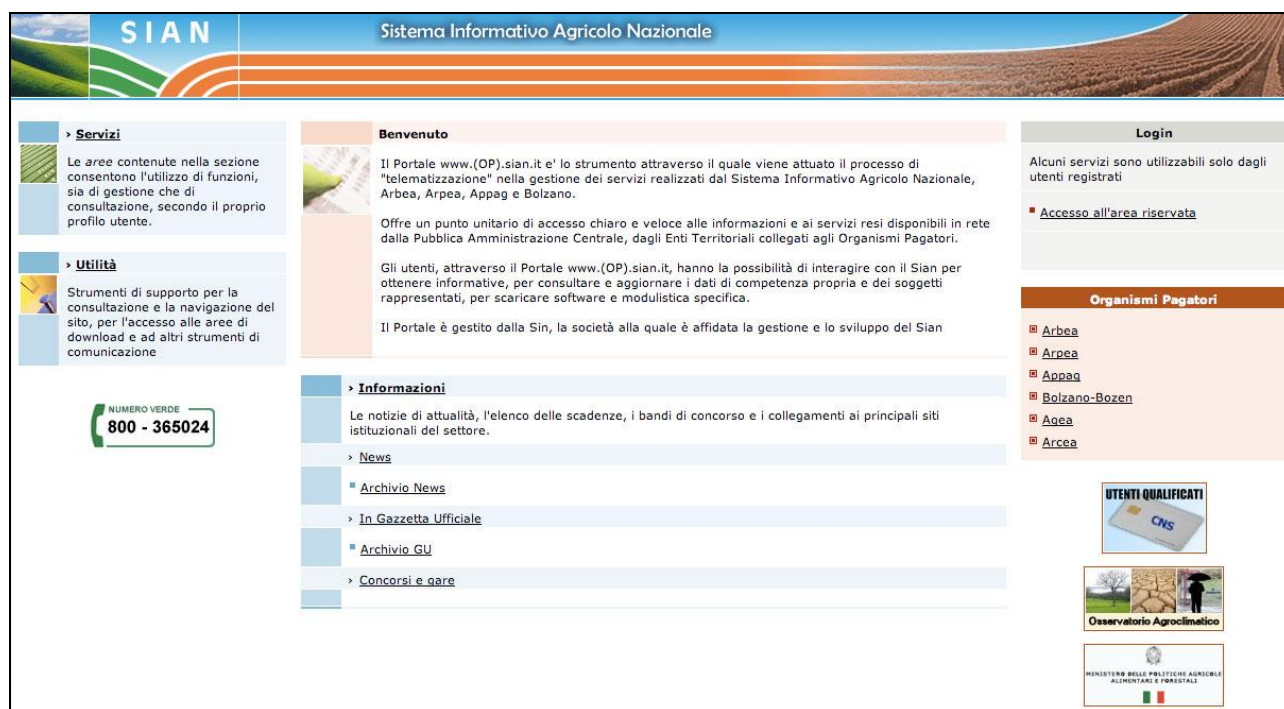 SIAN
Sistema Informativo Agricolo Nazionale
› Servizi
Le aree contenute nella sezione
consentono l'utilizzo di funzioni,
sia di gestione che di
consultazione, secondo il proprio
profilo utente.
› Utilità
Strumenti di supporto per la
consultazione e la navigazione del
sito, per l'accesso alle aree di
download e ad altri strumenti di
comunicazione
NUMERO VERDE
800 - 365024
Benvenuto
Il Portale www.(OP).sian.it e' lo strumento attraverso il quale viene attuato il processo di
"telematizzazione" nella gestione dei servizi realizzati dal Sistema Informativo Agricolo Nazionale,
Arbea, Arpea, Appag e Bolzano.
Offre un punto unitario di accesso chiaro e veloce alle informazioni e ai servizi resi disponibili in rete
dalla Pubblica Amministrazione Centrale, dagli Enti Territoriali collegati agli Organismi Pagatori.
Gli utenti, attraverso il Portale www.(OP).sian.it, hanno la possibilità di interagire con il Sian per
ottenere informative, per consultare e aggiornare i dati di competenza propria e dei soggetti
rappresentati, per scaricare software e modulistica specifica.
Il Portale è gestito dalla Sin, la società alla quale è affidata la gestione e lo sviluppo del Sian
› Informazioni
Le notizie di attualità, l'elenco delle scadenze, i bandi di concorso e i collegamenti ai principali siti
istituzionali del settore.
› News
Archivio News
› In Gazzetta Ufficiale
Archivio GU
› Concorsi e gare
Login
Alcuni servizi sono utilizzabili solo dagli
utenti registrati
Accesso all'area riservata
Organismi Pagatori
Arbea
Arpea
Appag
Bolzano-Bozen
Agea
Arcea
UTENTI QUALIFICATI
CNS
Osservatorio Agroclimatico
MINISTERO DELLE POLITICHE AGRICOLE
ALIMENTARI E FORESTALI